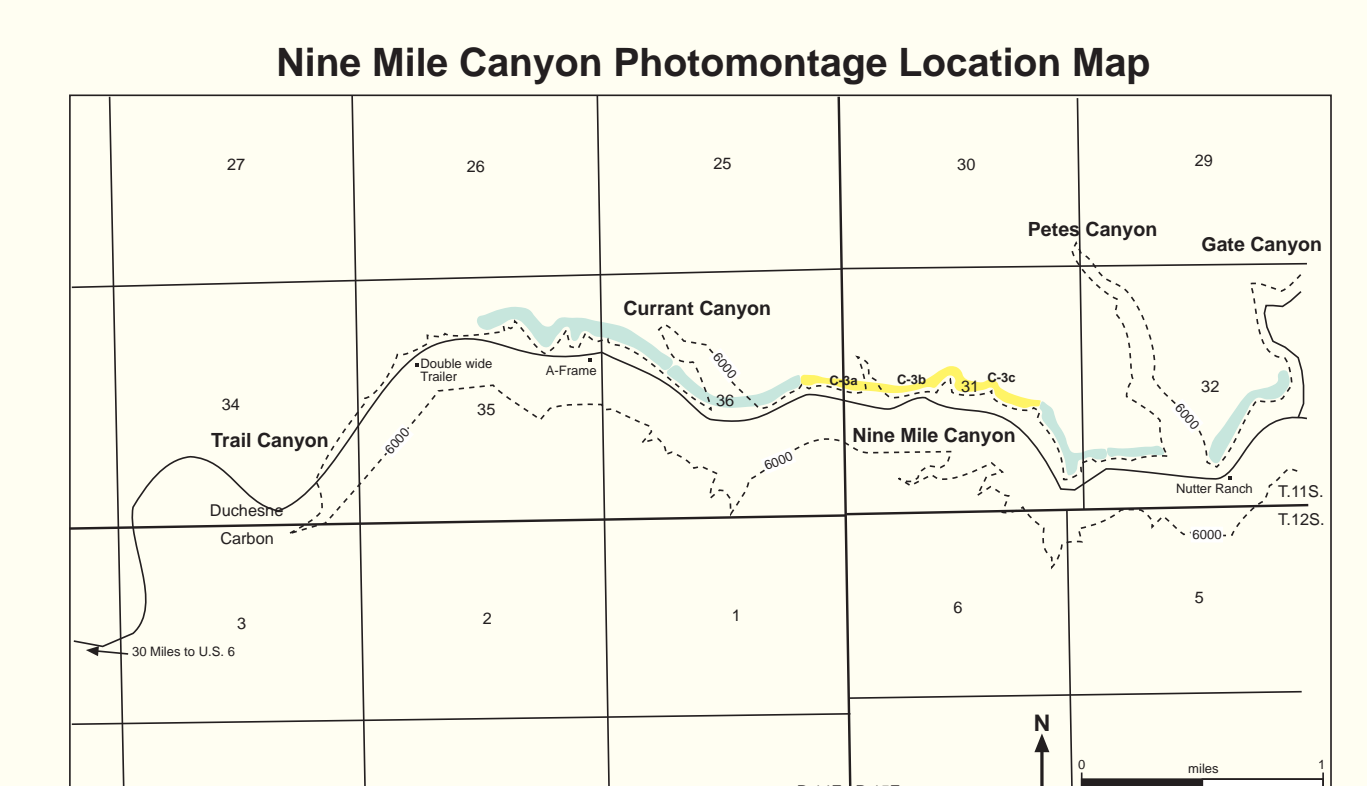 Nine Mile Canyon Photomontage Location Map
27
26
25
30
29
Petes Canyon
Gate Canyon
Currant Canyon
6000
Double wide
Trailer
A-Frame
C-3a
C-3b
31
C-3c
32
34
35
36
6000
Trail Canyon
6000
Nine Mile Canyon
6000
Nutter Ranch
T.11S.
Duchesne
Carbon
T.12S.
6000
3
2
1
6
5
30 Miles to U.S. 6
N
0
miles
1